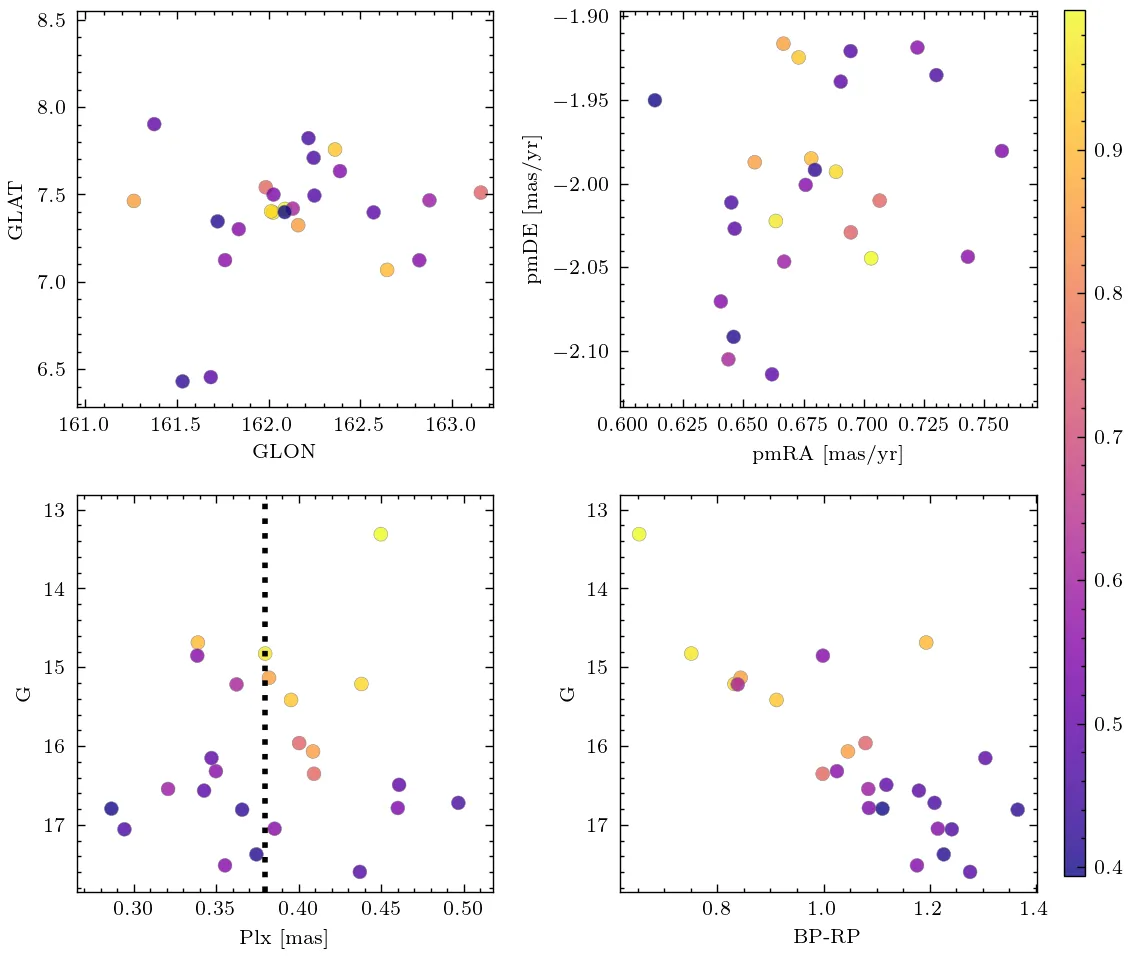 8.5
8.0
7.5
7.0
6.5
GLAT
161.0 161.5 162.0 162.5 163.0
GLON
−1.90
−1.95
−2.00
−2.05
−2.10
pmDE [mas/yr]
0.600 0.625 0.650 0.675 0.700 0.725 0.750
pmRA [mas/yr]
13
14
15
16
17
G
0.30 0.35 0.40 0.45 0.50
Plx [mas]
13
14
15
16
17
G
0.8 1.0 1.2 1.4
BP-RP
0.9
0.8
0.7
0.6
0.5
0.4